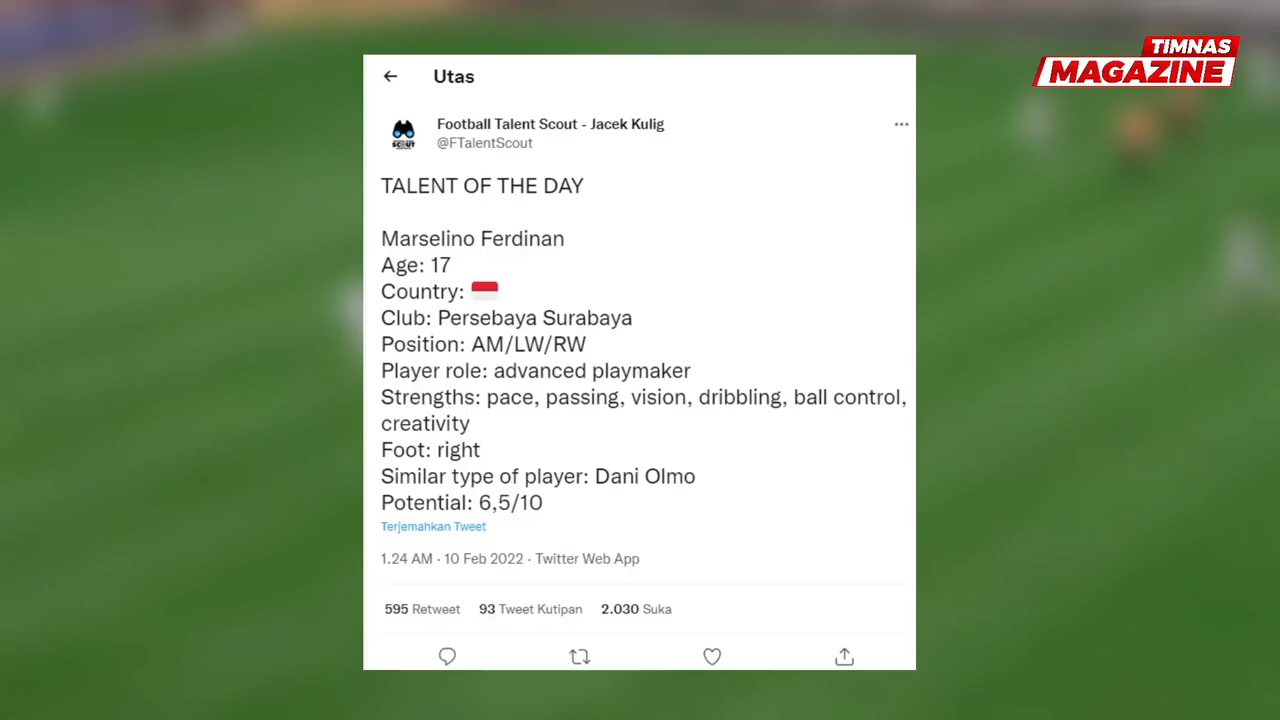 TIMNAS
MAGAZINE
Utas
Football Talent Scout - Jacek Kulig
@FTalentScout
SCOUT
TALENT OF THE DAY
Marselino Ferdinan
Age: 17
Country:
Club: Persebaya Surabaya
Position: AM/LW/RW
Player role: advanced playmaker
Strengths: pace, passing, vision, dribbling, ball control,
creativity
Foot: right
Similar type of player: Dani Olmo
Potential: 6,5/10
Terjemahkan Tweet
1.24 AM · 10 Feb 2022 · Twitter Web App
595 Retweet 93 Tweet Kutipan 2.030 Suka